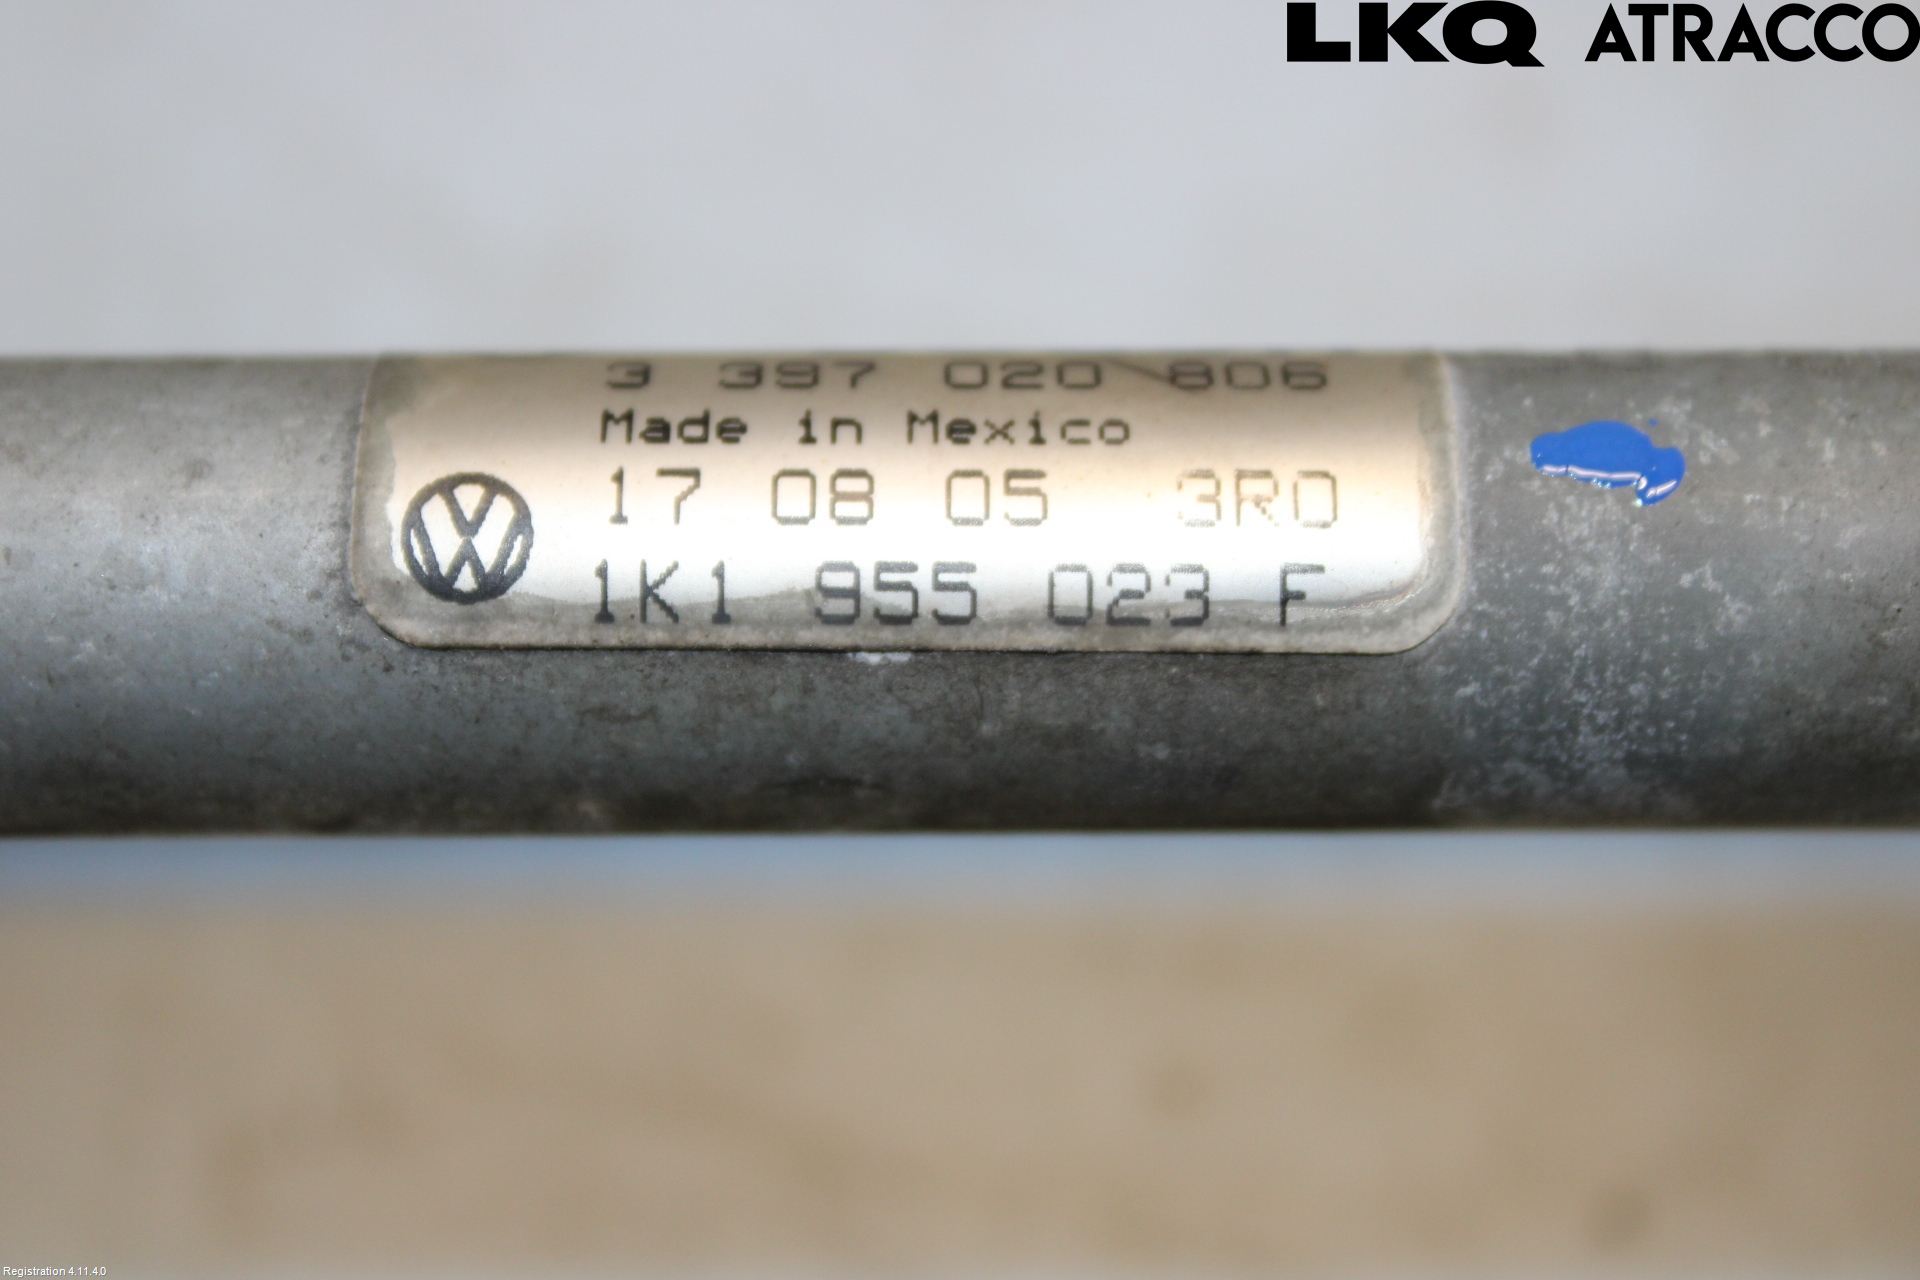 LKQ ATRACCO
3 397 020 806
Made in Mexico
17 08 05 3R0
1K1 955 023 F
Registration 4.11.4.0